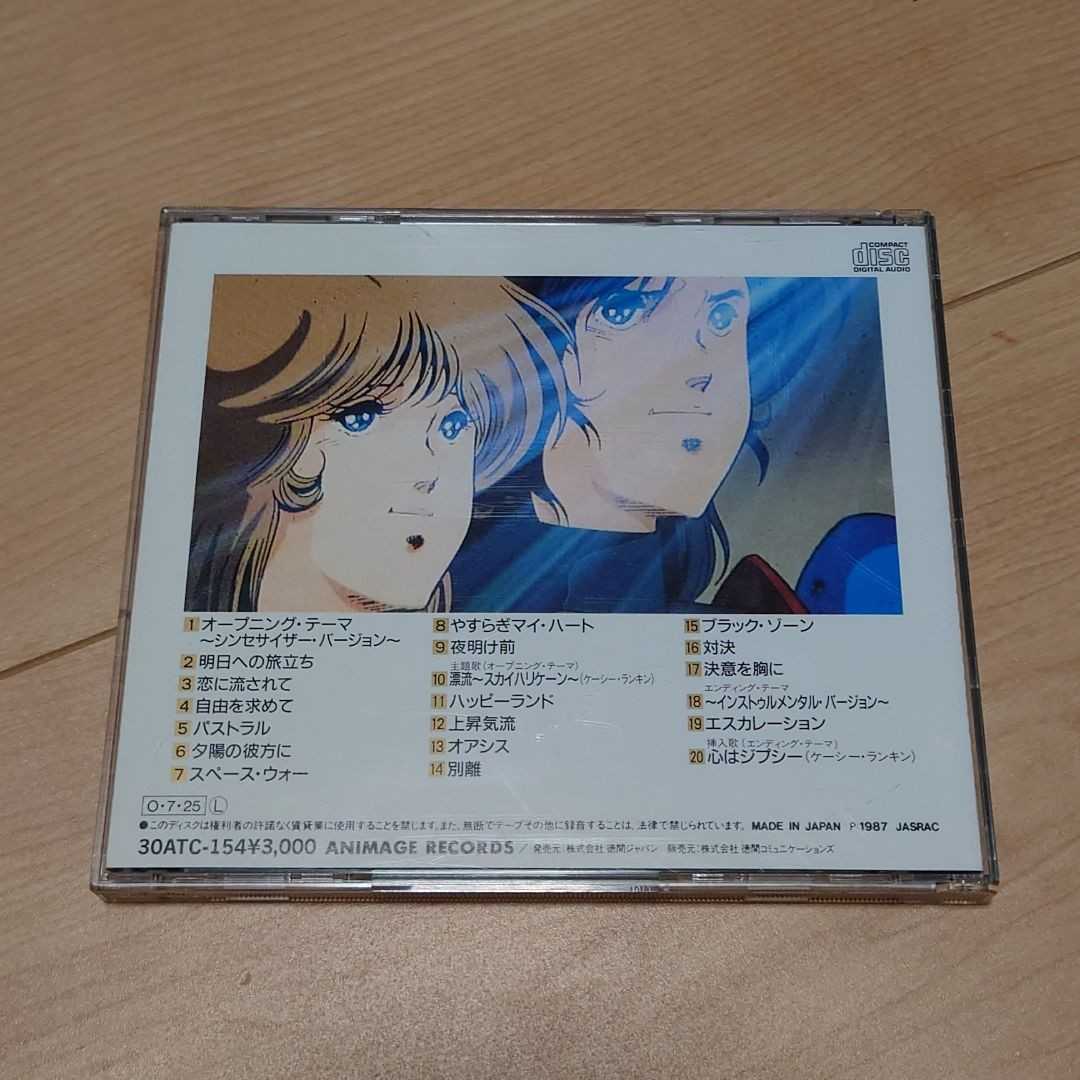 COMPACT
disc
DIGITAL AUDIO
1 オープニング・テーマ
〜シンセサイザー・バージョン〜
2 明日への旅立ち
3 恋に流されて
4 自由を求めて
5 パストラル
6 夕陽の彼方に
7 スペース・ウォー
8 やすらぎマイ・ハート
9 夜明け前
主題歌(オープニング・テーマ)
10 漂流〜スカイハリケーン〜(ケーシー・ランキン)
11 ハッピーランド
12 上昇気流
13 オアシス
14 別離
15 ブラック・ゾーン
16 対決
17 決意を胸に
エンディング・テーマ
18 〜インストゥルメンタル・バージョン〜
19 エスカレーション
挿入歌(エンディング・テーマ)
20 心はジプシー(ケーシー・ランキン)
O・7・25 Ⓛ
●このディスクは権利者の許諾なく賃貸業に使用することを禁じます。また、無断でテープその他に録音することは、法律で禁じられています。 MADE IN JAPAN ℗1987 JASRAC
30ATC-154¥3,000 ANIMAGE RECORDS / 発売元:株式会社 徳間ジャパン / 販売元:株式会社 徳間コミュニケーションズ